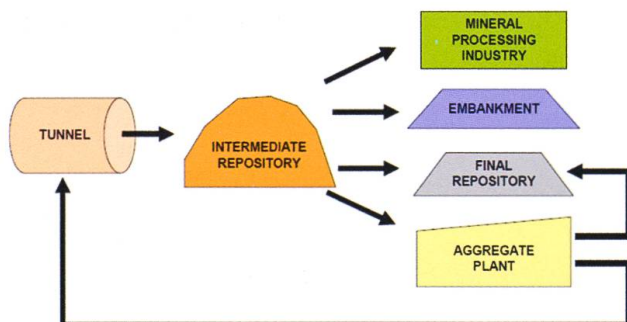 MINERAL
PROCESSING
INDUSTRY
TUNNEL
INTERMEDIATE
REPOSITORY
EMBANKMENT
FINAL
REPOSITORY
AGGREGATE
PLANT